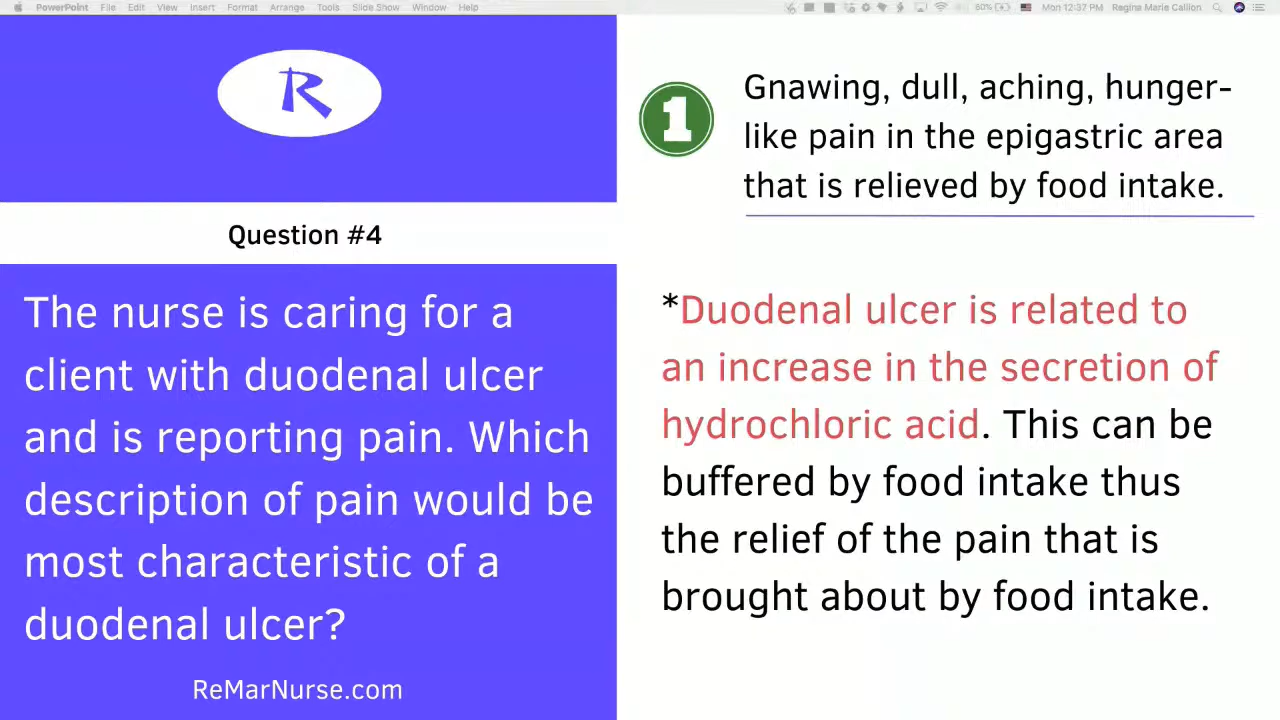 PowerPoint File Edit View Insert Format Arrange Tools Slide Show Window Help 80% Mon 12:37 PM Regina Marie Callion
R
Question #4
The nurse is caring for a
client with duodenal ulcer
and is reporting pain. Which
description of pain would be
most characteristic of a
duodenal ulcer?
ReMarNurse.com
1
Gnawing, dull, aching, hunger-
like pain in the epigastric area
that is relieved by food intake.
*Duodenal ulcer is related to
an increase in the secretion of
hydrochloric acid. This can be
buffered by food intake thus
the relief of the pain that is
brought about by food intake.